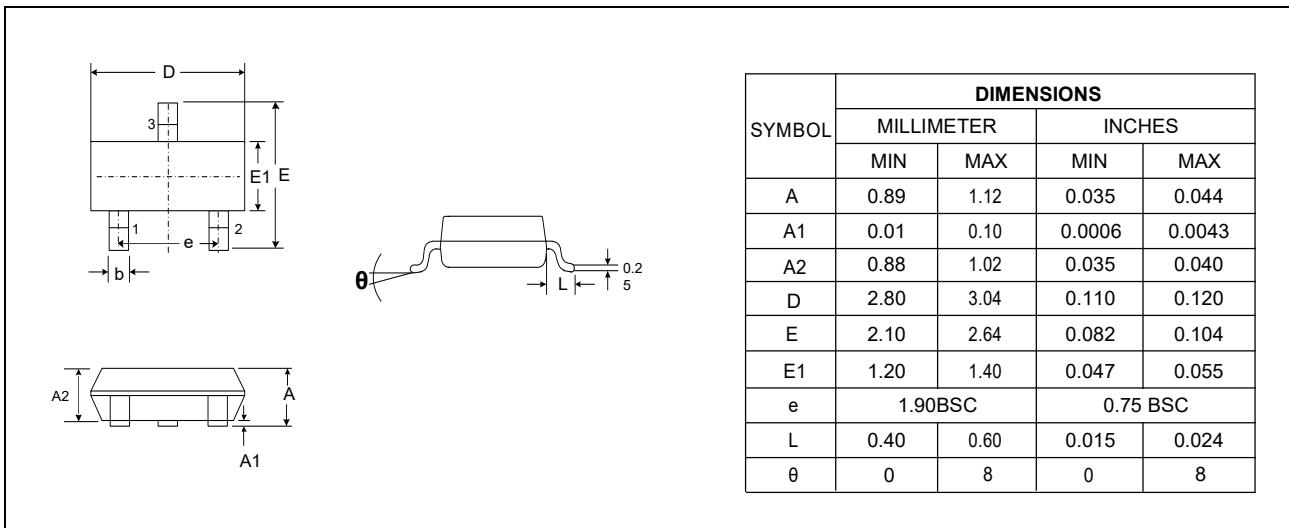 D
3
E1
E
1
2
e
b
θ
L
0.2
5
A2
A
A1
DIMENSIONS
SYMBOL MILLIMETER INCHES
MIN MAX MIN MAX
A 0.89 1.12 0.035 0.044
A1 0.01 0.10 0.0006 0.0043
A2 0.88 1.02 0.035 0.040
D 2.80 3.04 0.110 0.120
E 2.10 2.64 0.082 0.104
E1 1.20 1.40 0.047 0.055
e 1.90BSC 0.75 BSC
L 0.40 0.60 0.015 0.024
θ 0 8 0 8